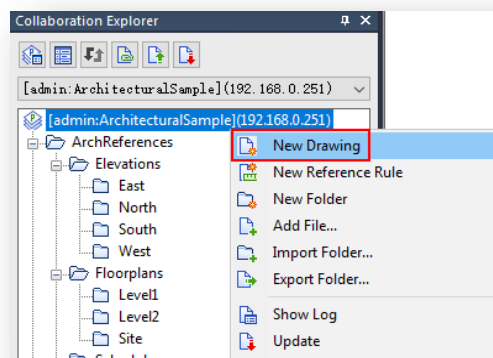 Collaboration Explorer
[admin:ArchitecturalSample](192.168.0.251)
[admin:ArchitecturalSample](192.168.0.251)
ArchReferences
Elevations
East
North
South
West
Floorplans
Level1
Level2
Site
New Drawing
New Reference Rule
New Folder
Add File...
Import Folder...
Export Folder...
Show Log
Update